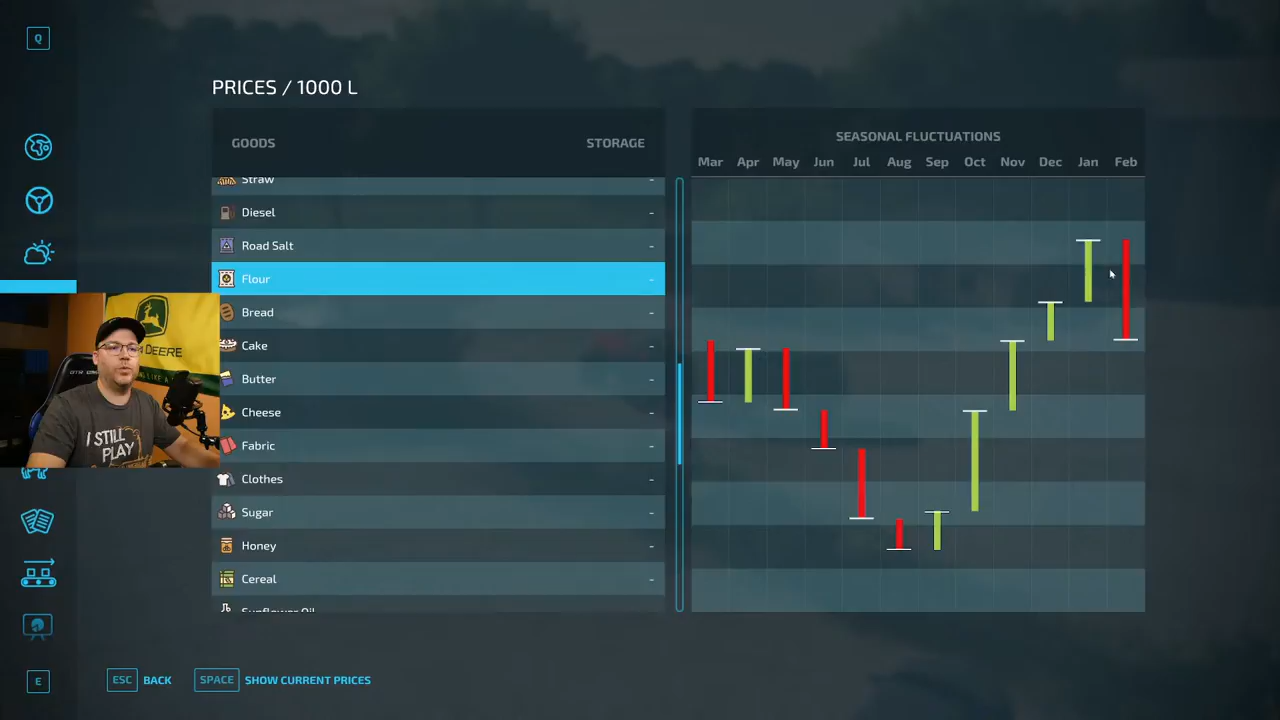 Q
PRICES / 1000 L
GOODS STORAGE
SEASONAL FLUCTUATIONS
Mar Apr May Jun Jul Aug Sep Oct Nov Dec Jan Feb
Straw -
Diesel -
Road Salt -
Flour -
Bread -
Cake -
Butter -
Cheese -
Fabric -
Clothes -
Sugar -
Honey -
Cereal -
Sunflower Oil -
DEERE
I STILL
PLAY
E
ESC BACK SPACE SHOW CURRENT PRICES